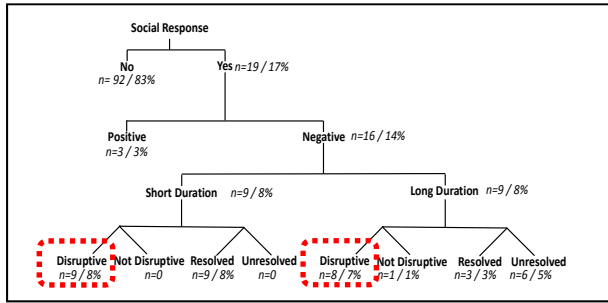 Social Response
No
n= 92 / 83%
Yes n=19 / 17%
Positive
n=3 / 3%
Negative n=16 / 14%
Short Duration n=9 / 8%
Long Duration n=9 / 8%
Disruptive
n=9 / 8%
Not Disruptive
n=0
Resolved
n=9 / 8%
Unresolved
n=0
Disruptive
n=8 / 7%
Not Disruptive
n=1 / 1%
Resolved
n=3 / 3%
Unresolved
n=6 / 5%